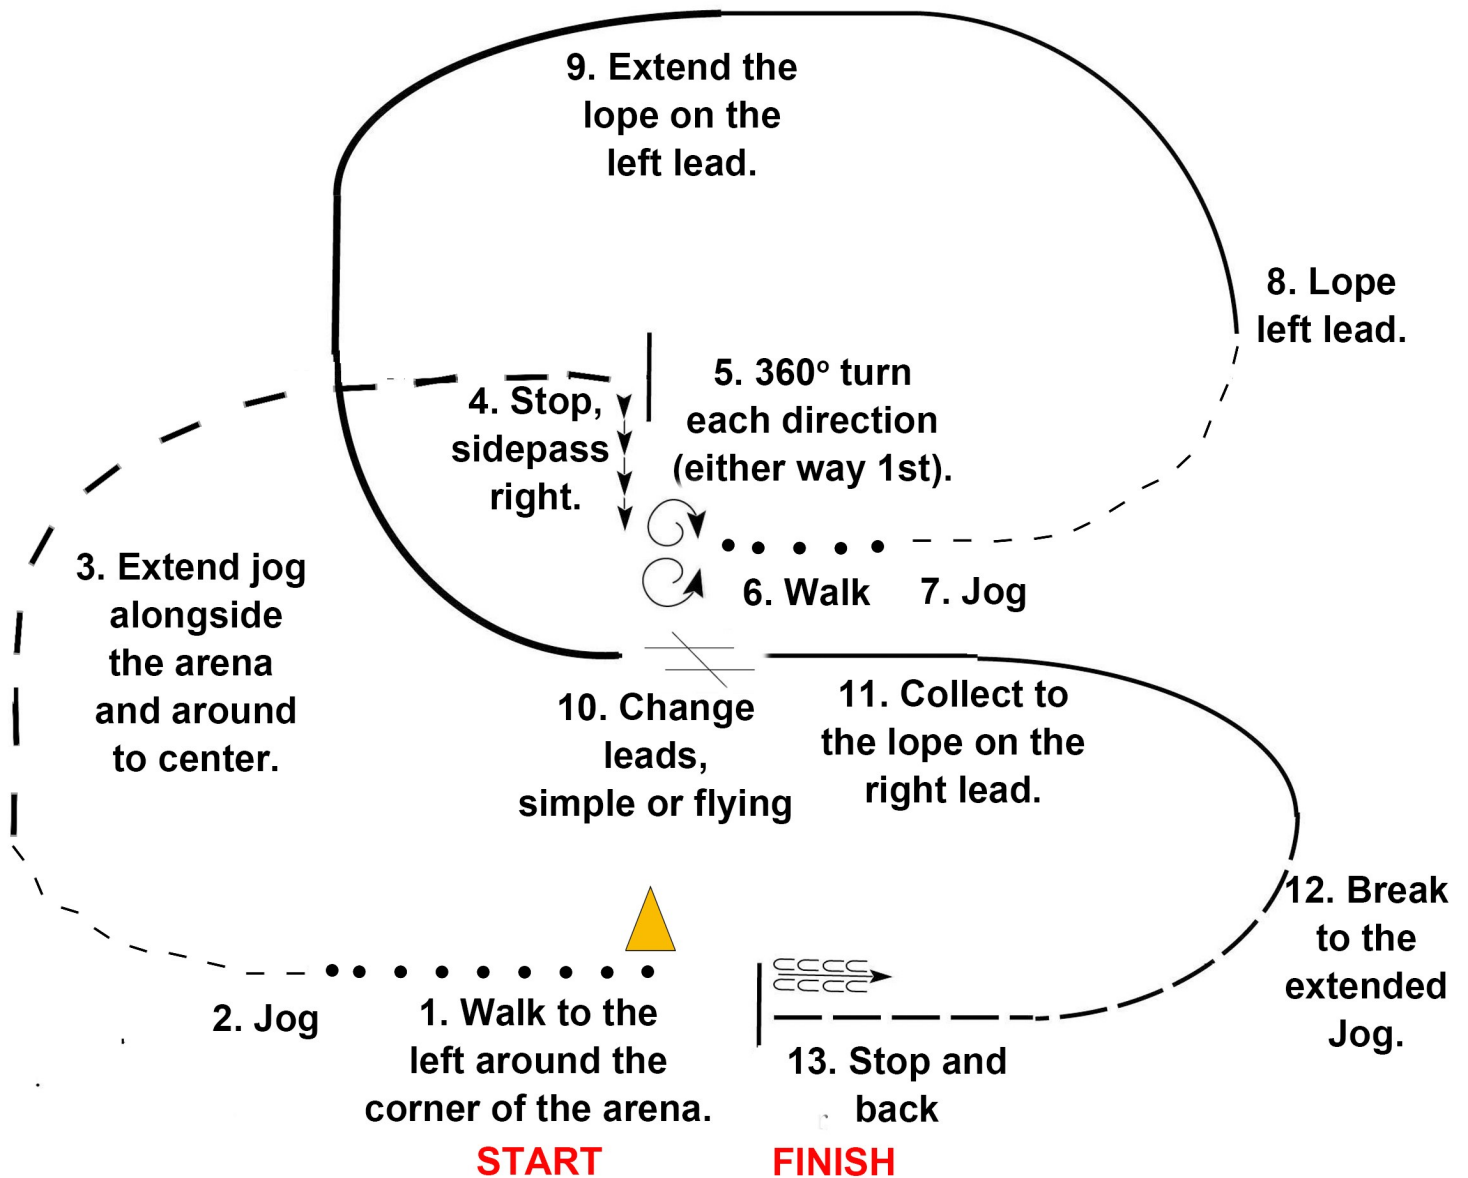 1. Walk to the
left around the
corner of the arena.
START
2. Jog
3. Extend jog
alongside
the arena
and around
to center.
4. Stop,
sidepass
right.
5. 360º turn
each direction
(either way 1st).
6. Walk
7. Jog
8. Lope
left lead.
9. Extend the
lope on the
left lead.
10. Change
leads,
simple or flying
11. Collect to
the lope on the
right lead.
12. Break
to the
extended
Jog.
13. Stop and
back
FINISH